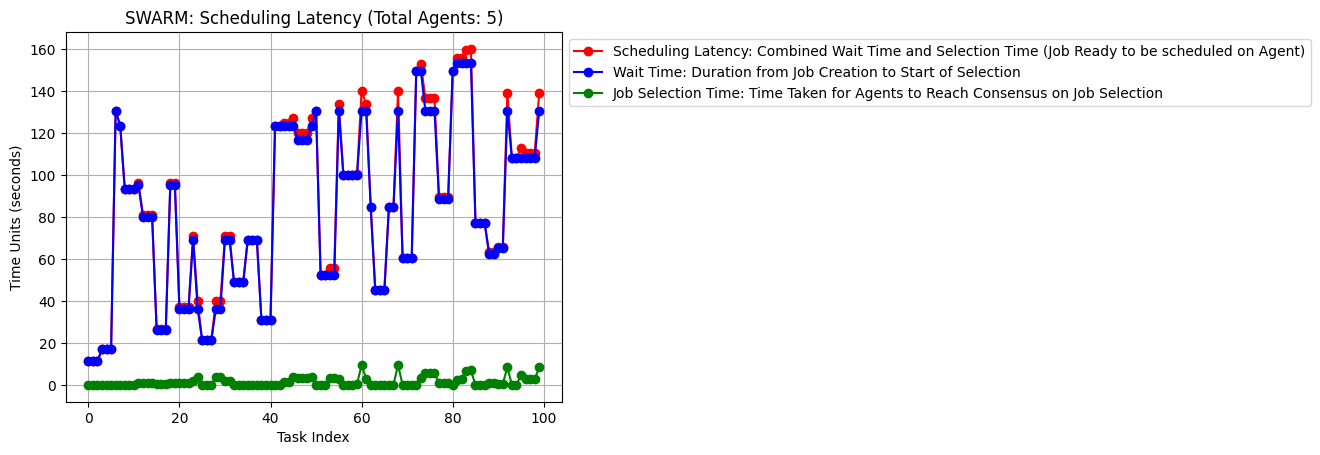 SWARM: Scheduling Latency (Total Agents: 5)
Scheduling Latency: Combined Wait Time and Selection Time (Job Ready to be scheduled on Agent)
Wait Time: Duration from Job Creation to Start of Selection
Job Selection Time: Time Taken for Agents to Reach Consensus on Job Selection
Time Units (seconds)
160
140
120
100
80
60
40
20
0
0 20 40 60 80 100
Task Index